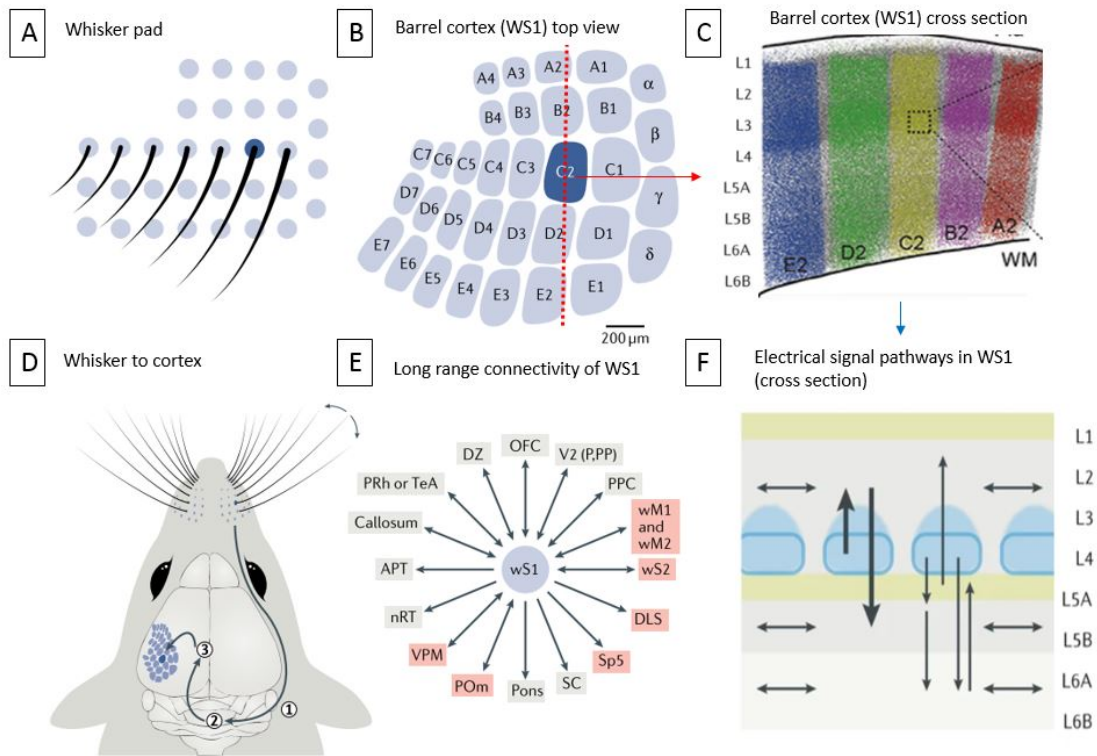 A
Whisker pad
B
Barrel cortex (WS1) top view
A4 A3 A2 A1
α
B4 B3 B2 B1
β
C7 C6 C5 C4 C3 C2 C1
γ
D7 D6 D5 D4 D3 D2 D1
δ
E7 E6 E5 E4 E3 E2 E1
200 µm
C
Barrel cortex (WS1) cross section
L1
L2
L3
L4
L5A
L5B
L6A
L6B
E2 D2 C2 B2 A2
WM
D
Whisker to cortex
③
②
①
E
Long range connectivity of WS1
OFC
DZ
V2 (P,PP)
PRh or TeA
PPC
Callosum
wM1
and
wM2
APT
wS1
wS2
nRT
DLS
VPM
Sp5
POm
Pons
SC
F
Electrical signal pathways in WS1
(cross section)
L1
L2
L3
L4
L5A
L5B
L6A
L6B